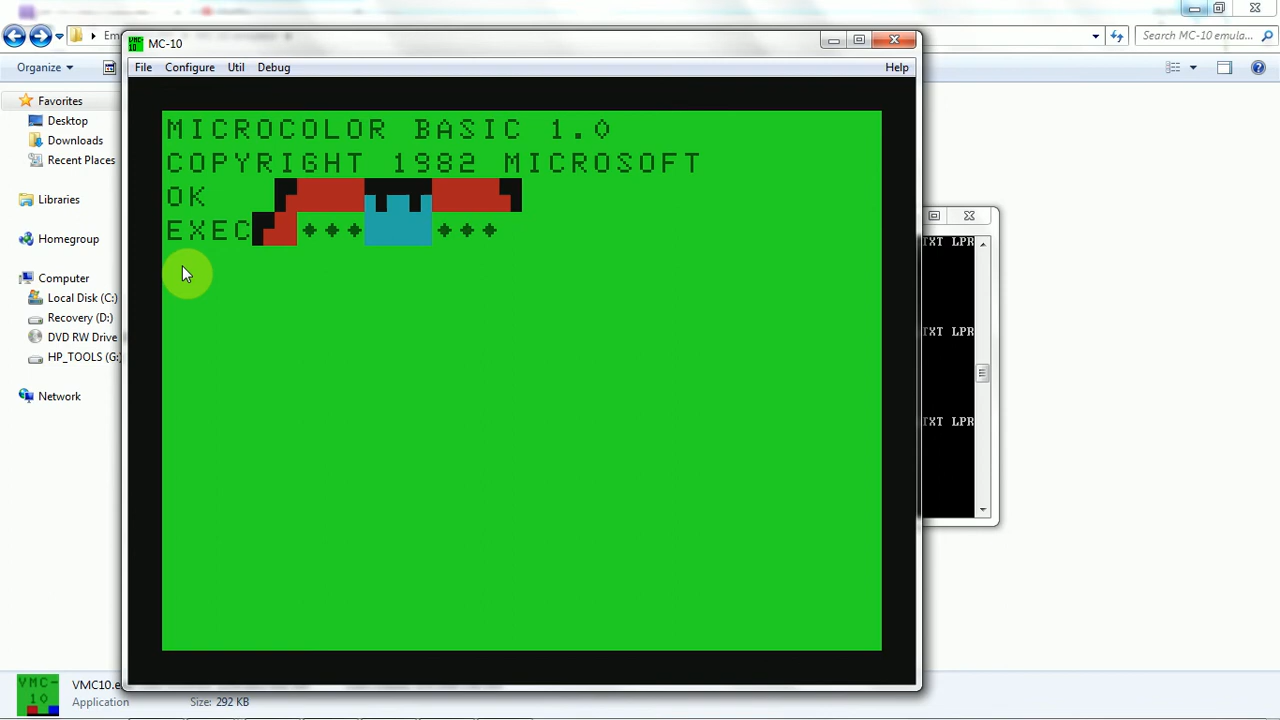 Search MC-10 emula...
MC-10
Organize
File Configure Util Debug Help
Favorites
Desktop
Downloads
Recent Places
Libraries
Homegroup
Computer
Local Disk (C:)
Recovery (D:)
DVD RW Drive
HP_TOOLS (G:
Network
MICROCOLOR BASIC 1.0
COPYRIGHT 1982 MICROSOFT
OK
EXEC
TXT LPR
TXT LPR
TXT LPR
VMC-
10
VMC10.e
Application Size: 292 KB